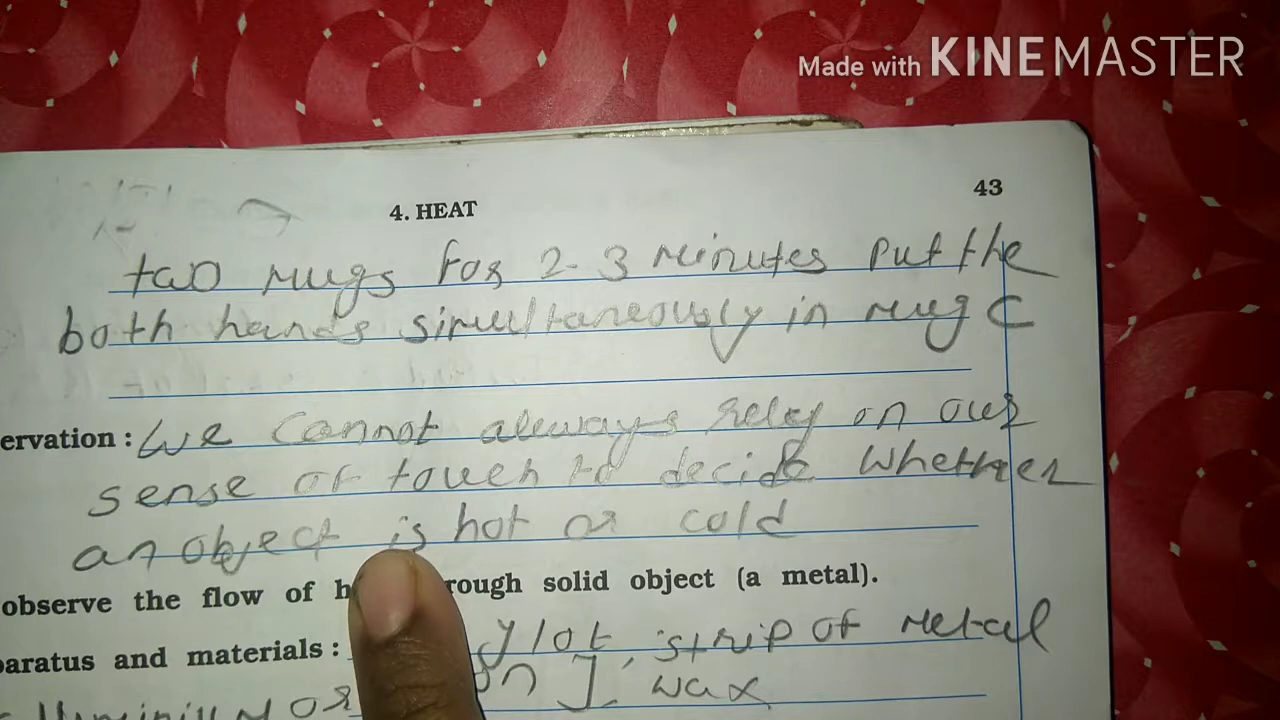 Made with KINEMASTER
43
4. HEAT
two mugs for 2-3 minutes put the
both hands simultaneously in mug C
ervation : We cannot always rely on our
sense of touch to decide whether
an object is hot or cold
observe the flow of h rough solid object (a metal).
paratus and materials :
strip of metal
or wax